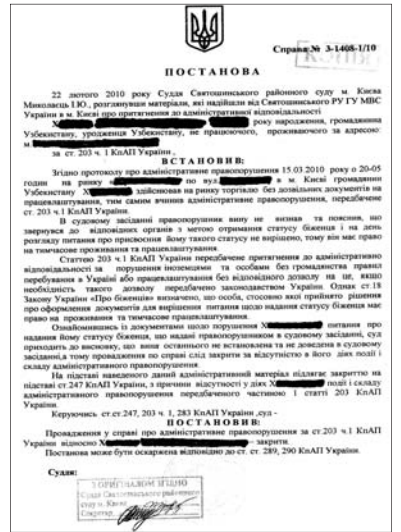 Справа № 3-1408-1/10
ПОСТАНОВА
22 лютого 2010 року Суддя Святошинського районного суду м. Києва
Миколаєць І.Ю., розглянувши матеріали, які надійшли від Святошинського РУ ГУ МВС
України в м. Києві про притягнення до адміністративної відповідальності
Х року народження, громадянина
Узбекистану, уродженця Узбекистану, не працюючого, проживаючого за адресою:
м.
за ст. 203 ч. 1 КпАП України,
ВСТАНОВИВ:
Згідно протоколу про адміністративне правопорушення 15.03.2010 року о 20-05
годин на ринку « по вул. в м. Києві громадянин
Узбекистану Х здійснював на ринку торгівлю без дозвільних документів на
працевлаштування, тим самим вчинив адміністративне правопорушення, передбачене
ст. 203 ч.1 КпАП України.
В судовому засіданні правопорушник вину не визнав та пояснив, що
звернувся до відповідних органів з метою отримання статусу біженця і на день
розгляду питання про присвоєння йому такого статусу не вирішено, тому він має право
на тимчасове проживання та працевлаштування.
Статтею 203 ч.1 КпАП України передбачене притягнення до адміністративно
відповідальності за порушення іноземцями та особами без громадянства правил
перебування в Україні або працевлаштування без відповідного дозволу на це, якщо
необхідність такого дозволу передбачено законодавством України. Однак ст.18
Закону України «Про біженців» визначено, що особа, стосовно якої прийнято рішення
про оформлення документів для вирішення питання щодо надання статусу біженця має
право на проживання та тимчасове працевлаштування.
Ознайомившись із документами щодо порушення Х питання про
надання йому статусу біженця, що надані правопорушником в судовому засіданні, суд
приходить до висновку, що вина останнього не встановлена та не доведена в судовому
засіданні,а тому провадження по справі слід закрити за відсутністю в його діях події і
складу адміністративного правопорушення.
На підставі наведеного даний адміністративний матеріал підлягає закриттю на
підставі ст.247 КпАП України, з причини відсутності у діях Х події і складу
адміністративного правопорушення передбаченого частиною 1 статті 203 КпАП
України.
Керуючись ст.ст.247, 203 ч. 1, 283 КпАП України ,суд -
ПОСТАНОВИВ:
Провадження у справі про адміністративне правопорушення за ст.203 ч.1 КпАП
України відносно Х – закрити.
Постанова може бути оскаржена відповідно до ст. ст. 289, 290 КпАП України.
Суддя:
З ОРИГІНАЛОМ ЗГІДНО
Суддя Святошинського районного
суду м. Києва
Секретар